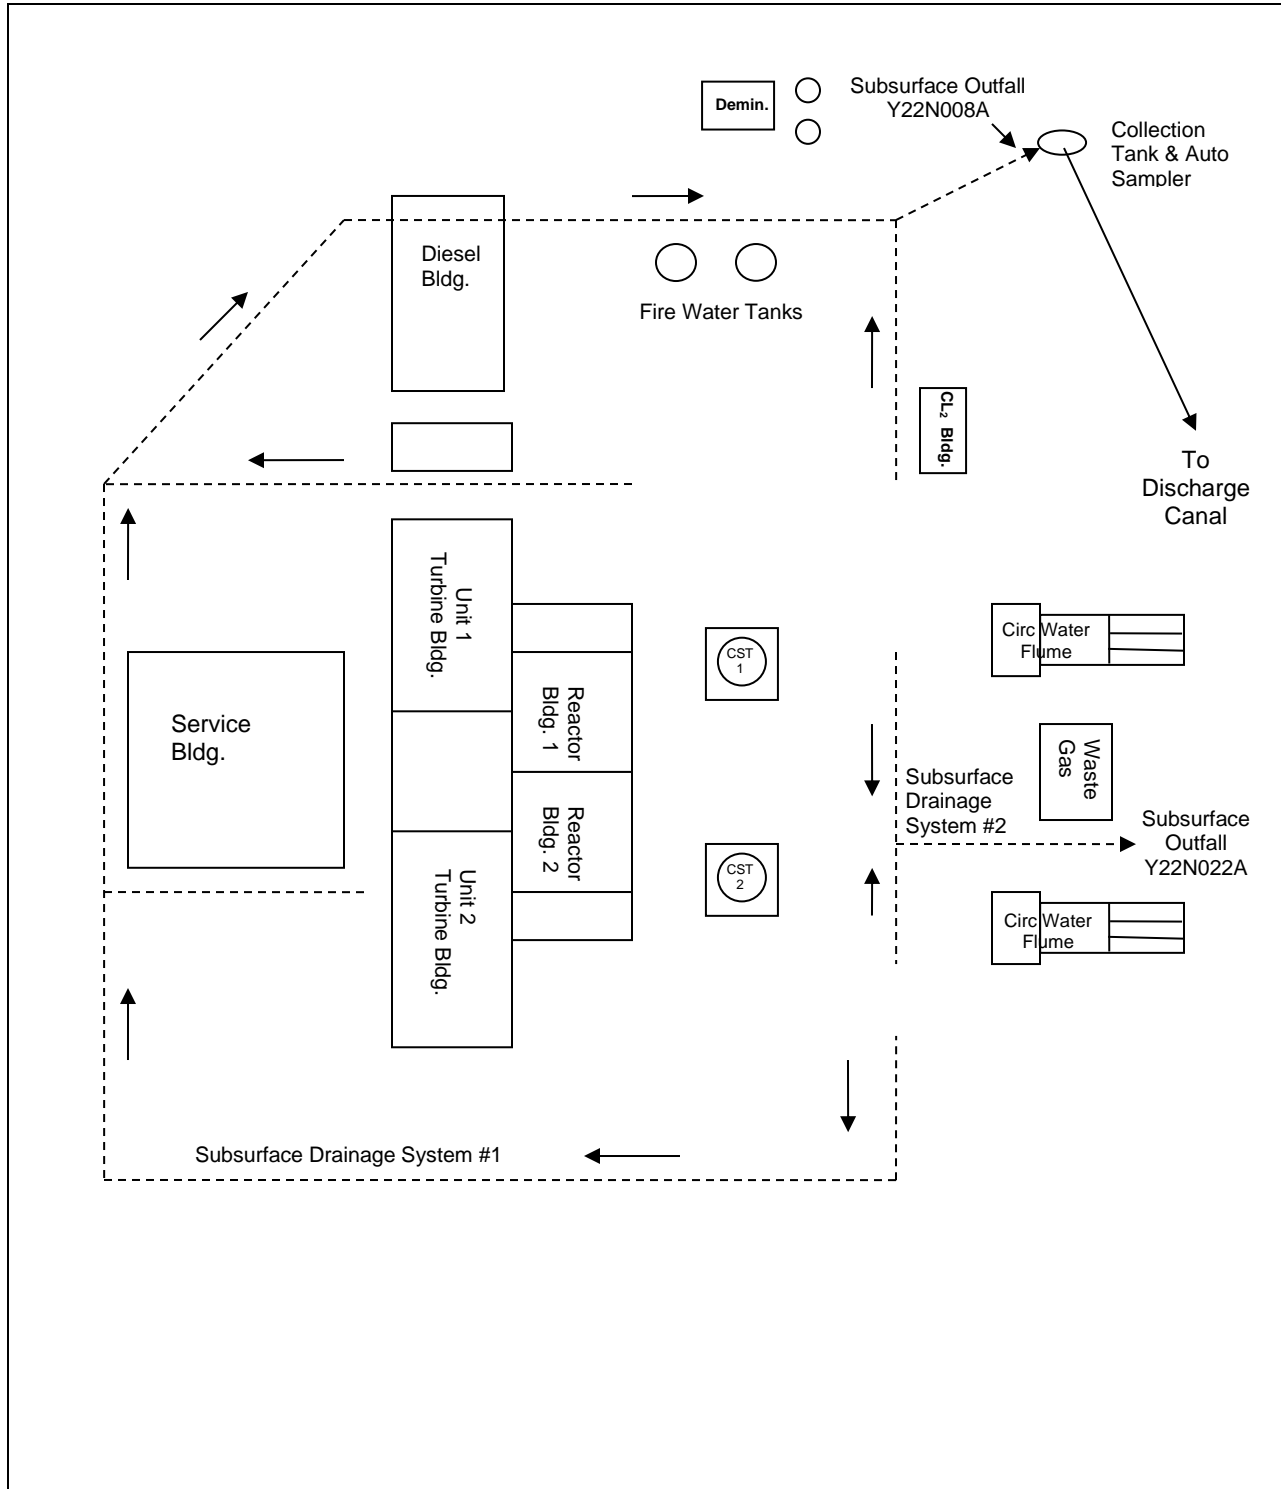 Subsurface Outfall
Y22N008A
Demin.
Collection
Tank & Auto
Sampler
Diesel
Bldg.
Fire Water Tanks
CL₂ Bldg.
To
Discharge
Canal
Unit 1
Turbine Bldg.
Circ Water
Flume
CST
1
Reactor
Bldg. 1
Service
Bldg.
Waste
Gas
Subsurface
Drainage
System #2
Subsurface
Outfall
Y22N022A
Reactor
Bldg. 2
CST
2
Unit 2
Turbine Bldg.
Circ Water
Flume
Subsurface Drainage System #1